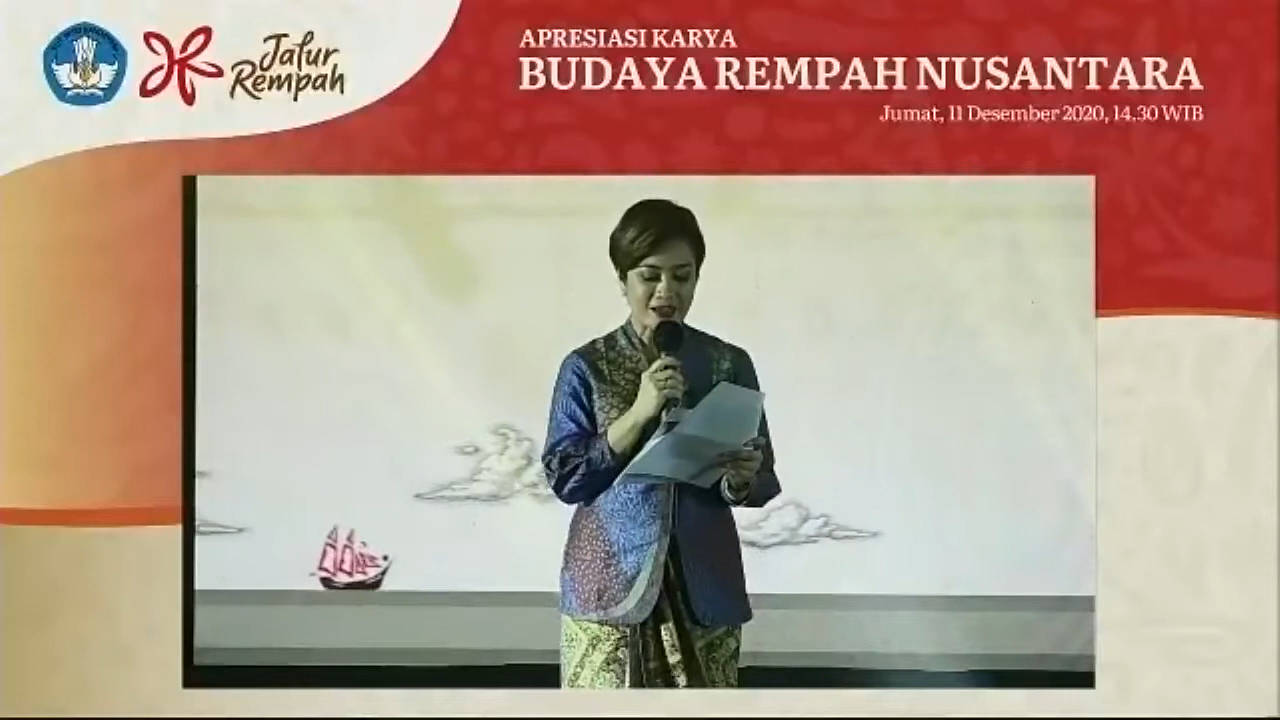 Jalur
Rempah
APRESIASI KARYA
BUDAYA REMPAH NUSANTARA
Jumat, 11 Desember 2020, 14.30 WIB